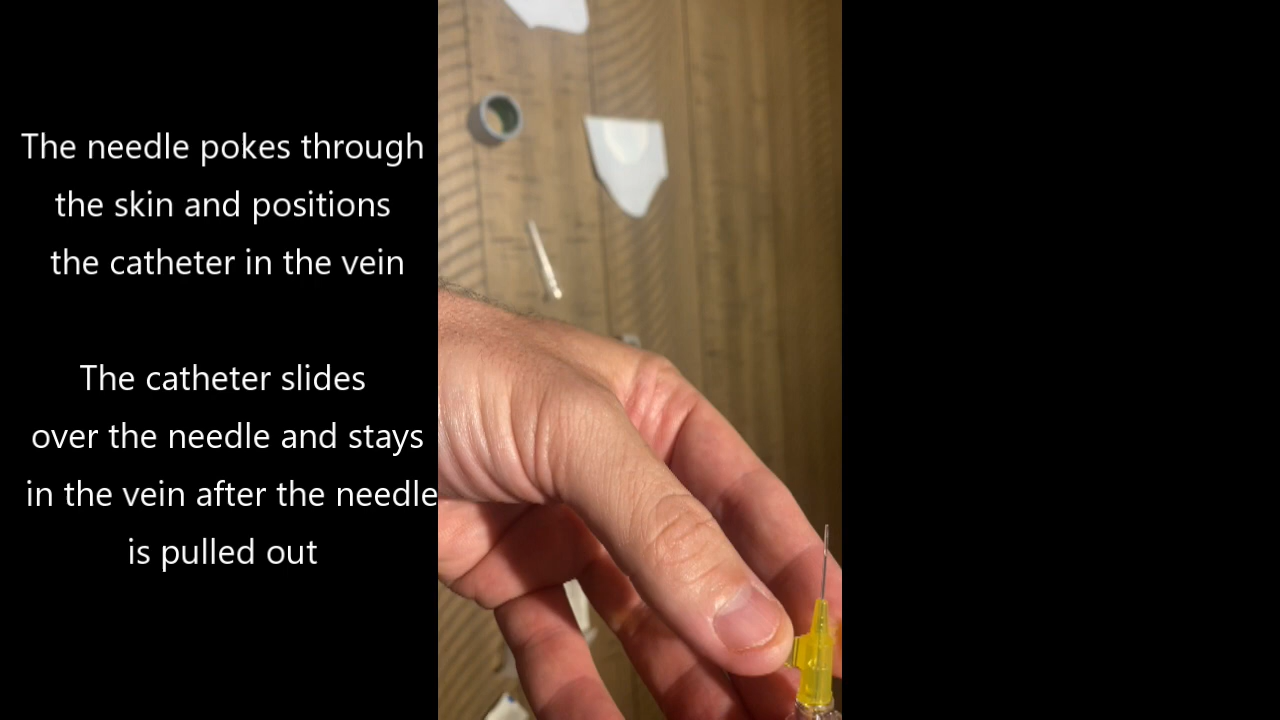 The needle pokes through
the skin and positions
the catheter in the vein
The catheter slides
over the needle and stays
in the vein after the needle
is pulled out